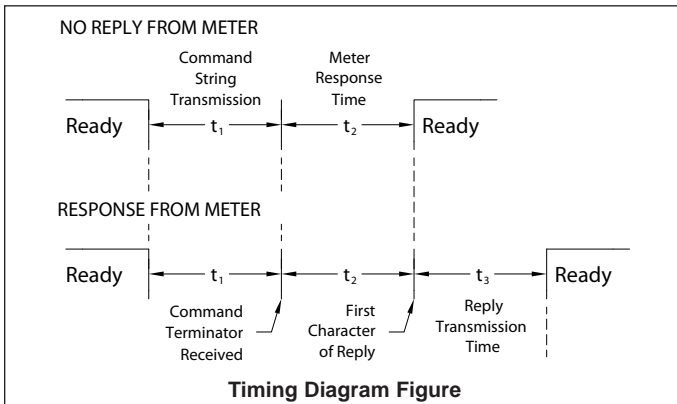 NO REPLY FROM METER
Command
String
Transmission
Meter
Response
Time
Ready
t₁
t₂
Ready
RESPONSE FROM METER
Ready
t₁
t₂
t₃
Ready
Command
Terminator
Received
First
Character
of Reply
Reply
Transmission
Time
Timing Diagram Figure